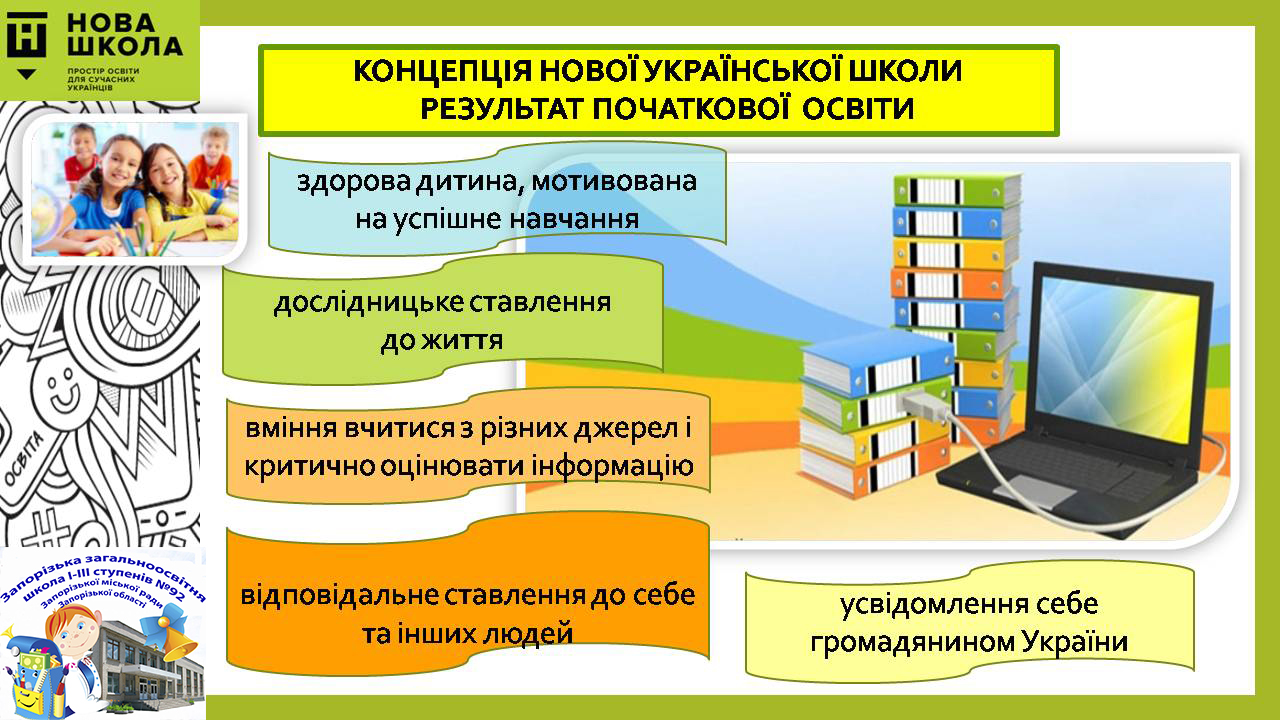 НОВА
ШКОЛА
ПРОСТІР ОСВІТИ
ДЛЯ СУЧАСНИХ
УКРАЇНЦІВ
КОНЦЕПЦІЯ НОВОЇ УКРАЇНСЬКОЇ ШКОЛИ
РЕЗУЛЬТАТ ПОЧАТКОВОЇ ОСВІТИ
здорова дитина, мотивована
на успішне навчання
дослідницьке ставлення
до життя
вміння вчитися з різних джерел і
критично оцінювати інформацію
відповідальне ставлення до себе
та інших людей
усвідомлення себе
громадянином України
ОСВІТА
Запорізька загальноосвітня
школа І-ІІІ ступенів №92
Запорізької міської ради
Запорізької області